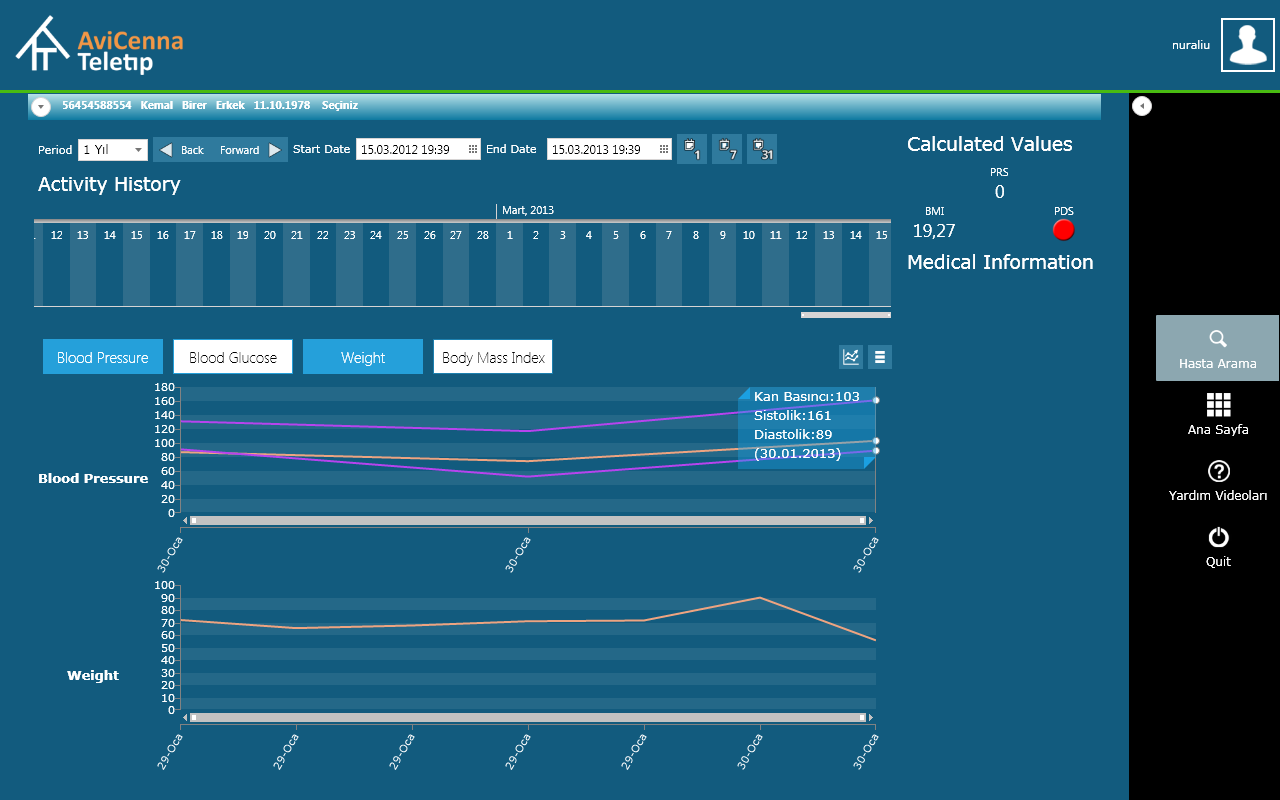 AviCenna
Teletıp
nuraliu
56454588554 Kemal Birer Erkek 11.10.1978 Seçiniz
Period 1 Yıl Back Forward Start Date 15.03.2012 19:39 End Date 15.03.2013 19:39 1 7 31
Activity History
Mart, 2013
12 13 14 15 16 17 18 19 20 21 22 23 24 25 26 27 28 1 2 3 4 5 6 7 8 9 10 11 12 13 14 15
Calculated Values
PRS
0
BMI PDS
19,27
Medical Information
Blood Pressure Blood Glucose Weight Body Mass Index
180
160
140
120
100
80
60
40
20
0
Blood Pressure
Kan Basıncı:103
Sistolik:161
Diastolik:89
(30.01.2013)
30-Oca 30-Oca 30-Oca
100
90
80
70
60
50
40
30
20
10
0
Weight
29-Oca 29-Oca 29-Oca 29-Oca 29-Oca 30-Oca 30-Oca
Hasta Arama
Ana Sayfa
Yardım Videoları
Quit